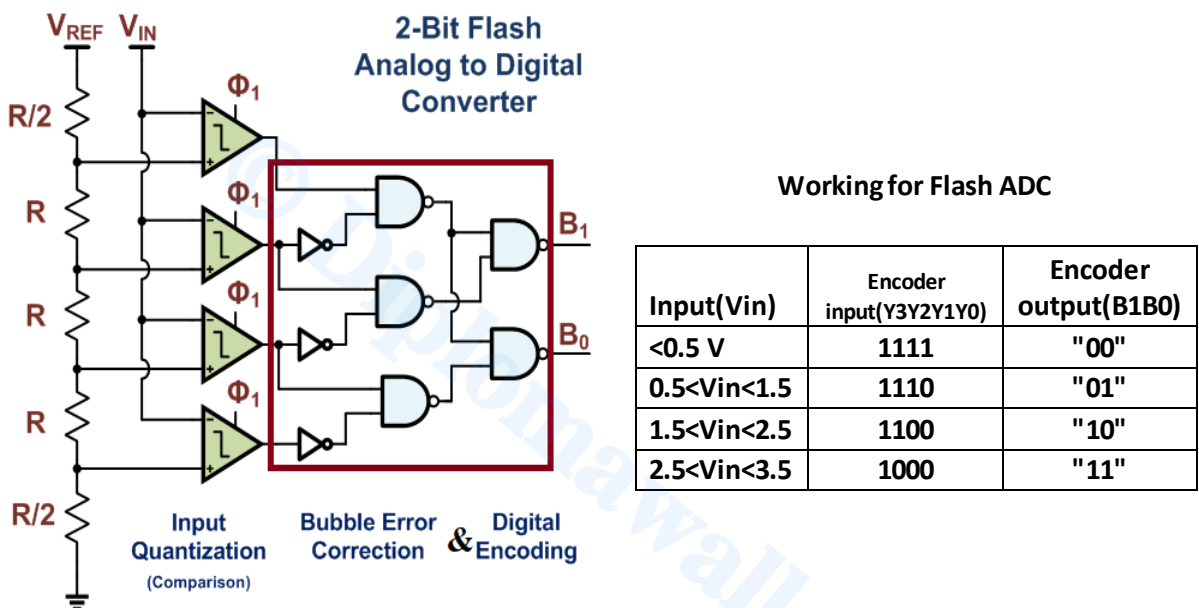 V_REF V_IN
2-Bit Flash
Analog to Digital
Converter
Φ1
R/2
Φ1
R
B1
Φ1
R
B0
Φ1
R
R/2
Input
Quantization
(Comparison)
Bubble Error
Correction
&
Digital
Encoding
© Diplomawall
Working for Flash ADC
Input(Vin) Encoder input(Y3Y2Y1Y0) Encoder output(B1B0)
<0.5 V 1111 "00"
0.5<Vin<1.5 1110 "01"
1.5<Vin<2.5 1100 "10"
2.5<Vin<3.5 1000 "11"